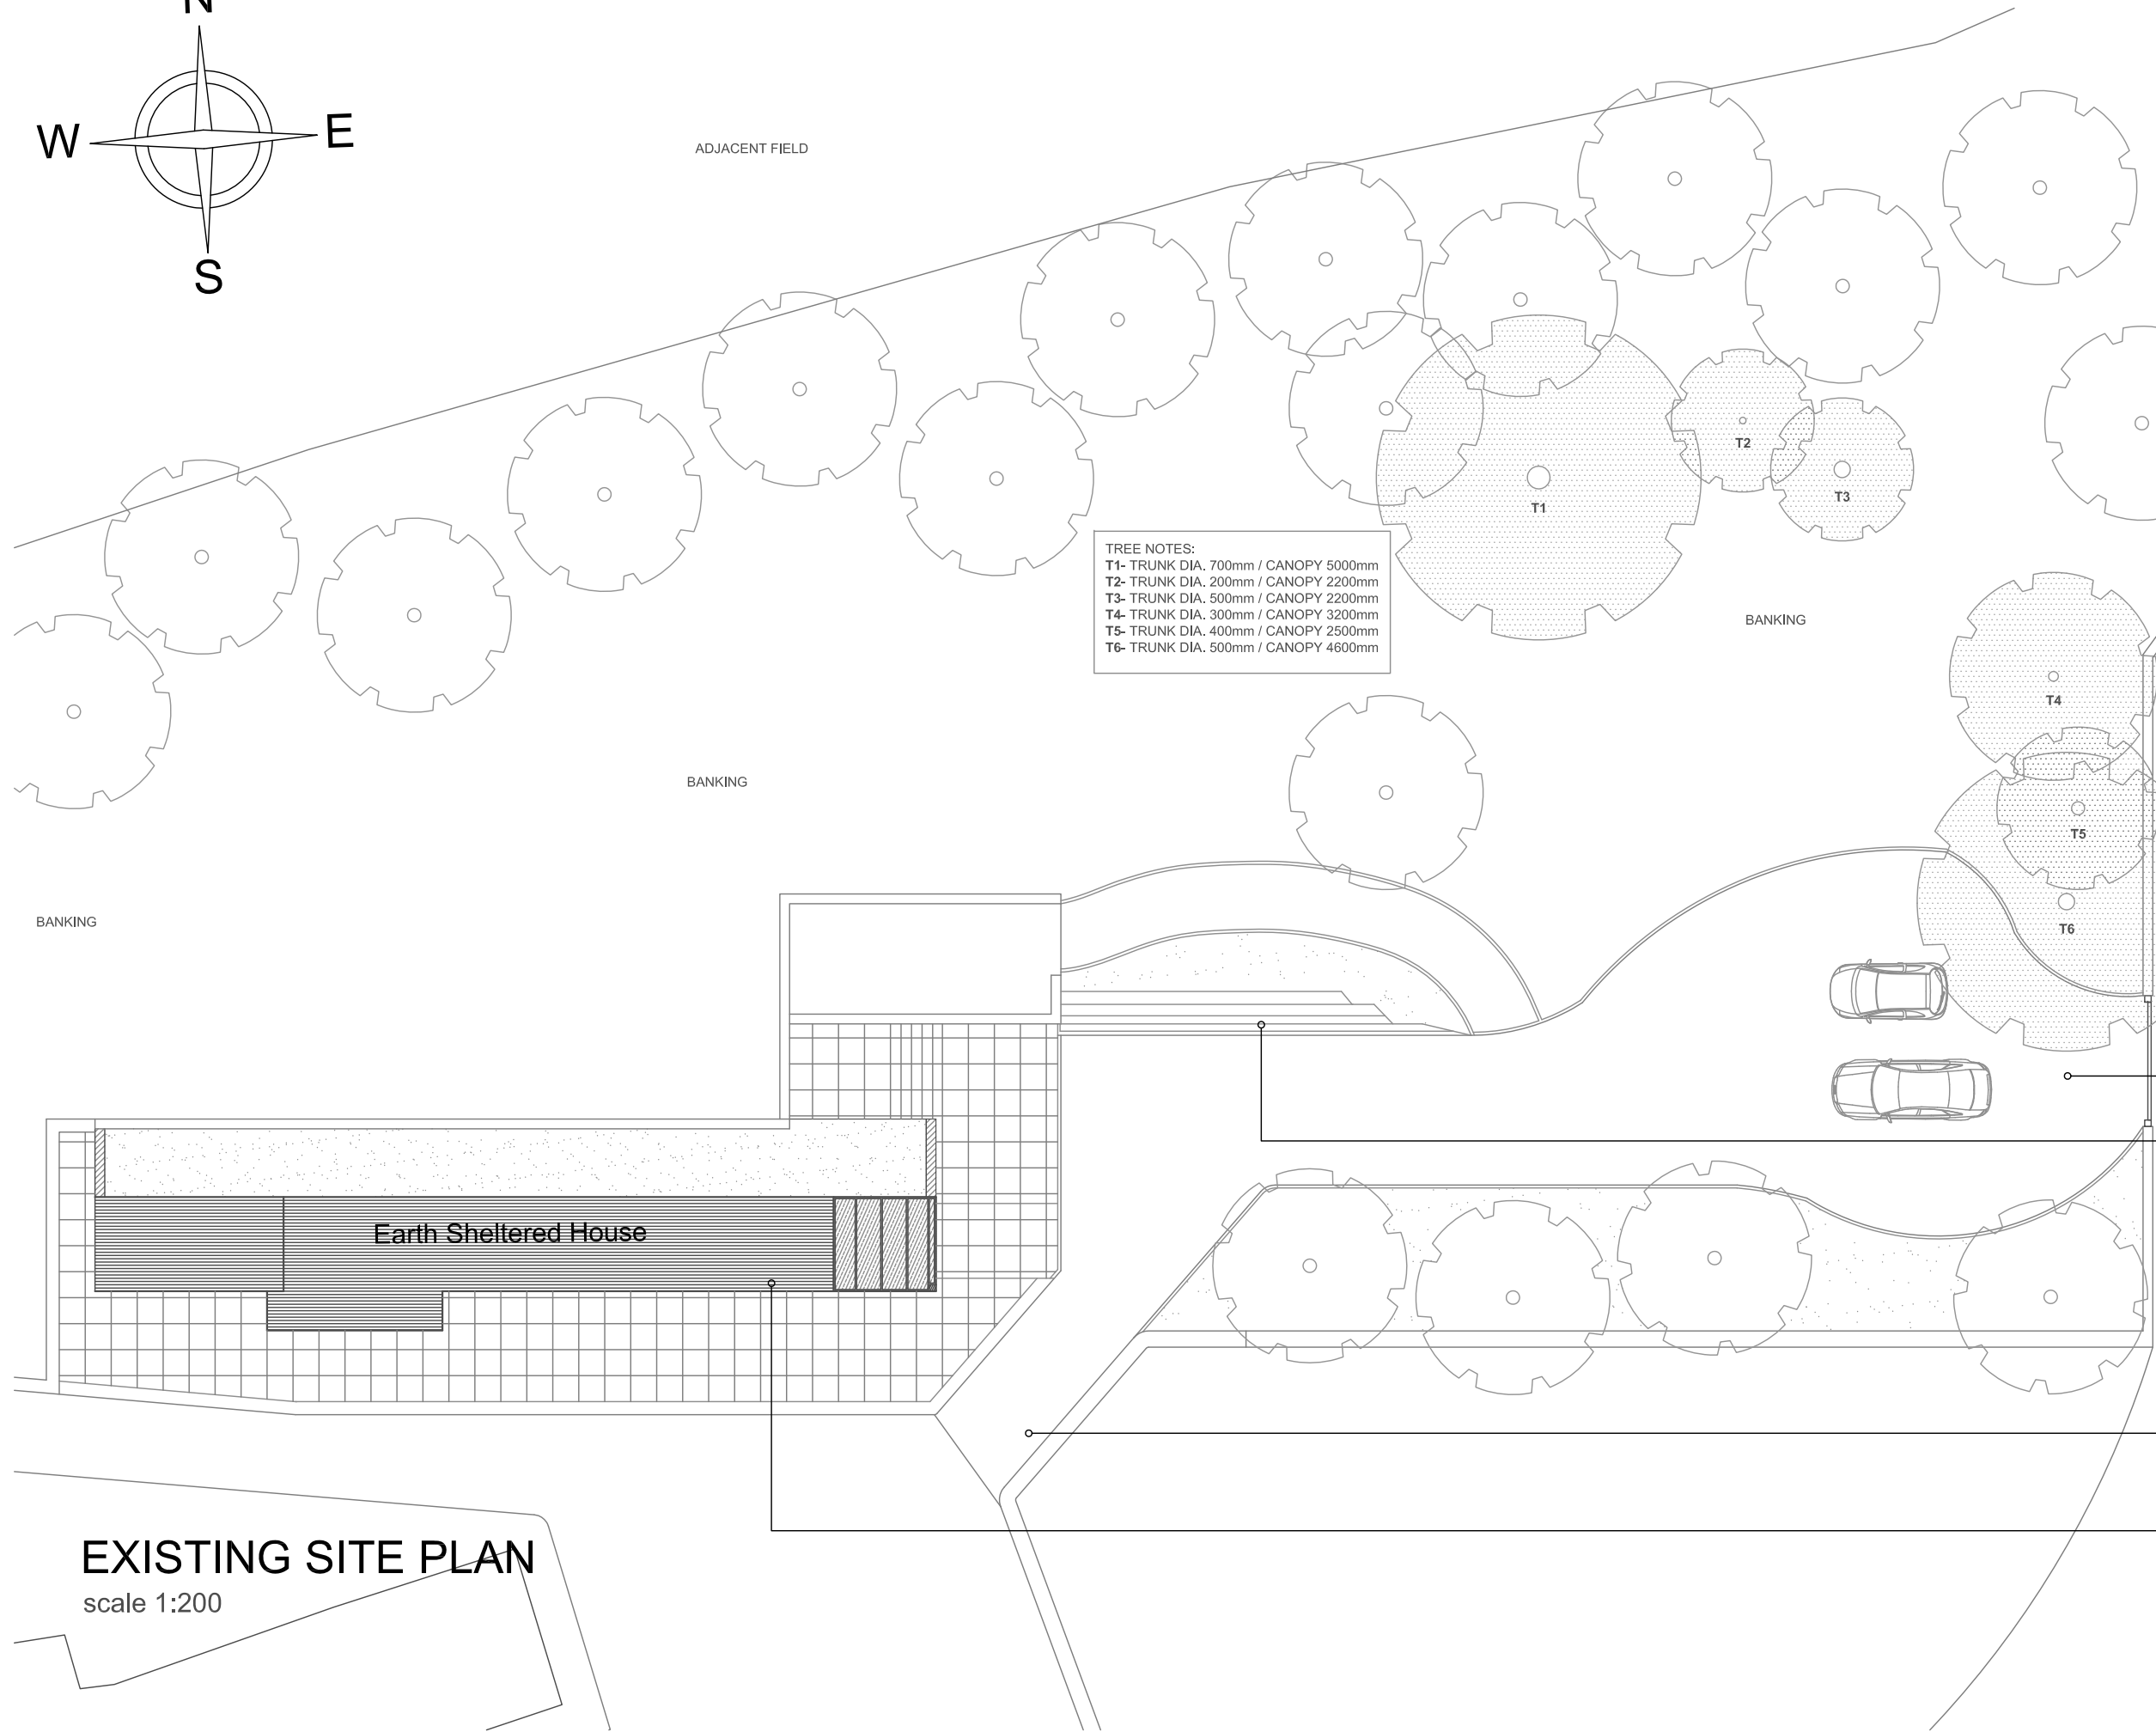 N
W
E
S
ADJACENT FIELD
T2
T3
T1
TREE NOTES:
T1- TRUNK DIA. 700mm / CANOPY 5000mm
T2- TRUNK DIA. 200mm / CANOPY 2200mm
T3- TRUNK DIA. 500mm / CANOPY 2200mm
T4- TRUNK DIA. 300mm / CANOPY 3200mm
T5- TRUNK DIA. 400mm / CANOPY 2500mm
T6- TRUNK DIA. 500mm / CANOPY 4600mm
BANKING
T4
BANKING
T5
BANKING
T6
Earth Sheltered House
EXISTING SITE PLAN
scale 1:200